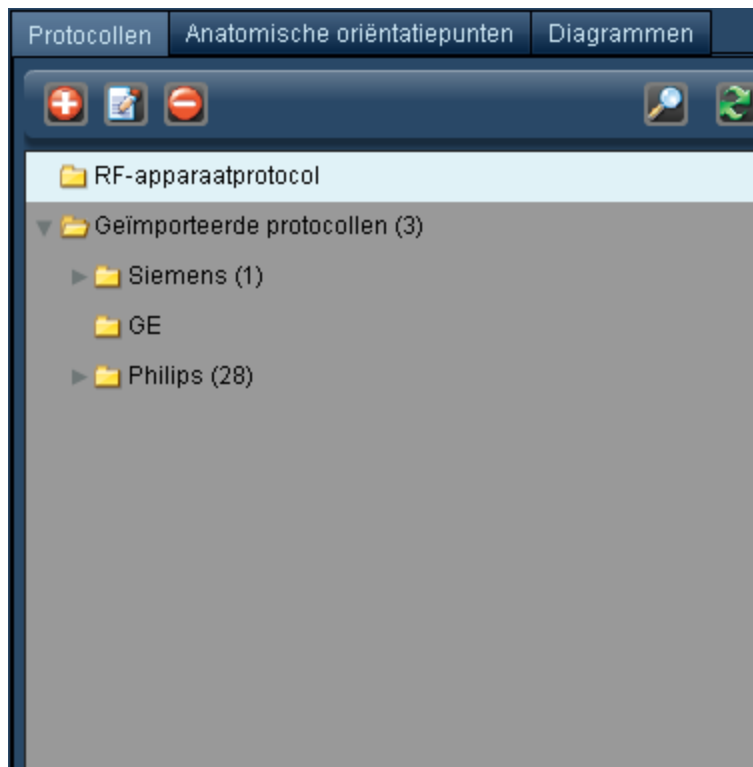 Protocollen Anatomische oriëntatiepunten Diagrammen
RF-apparaatprotocol
Geïmporteerde protocollen (3)
Siemens (1)
GE
Philips (28)